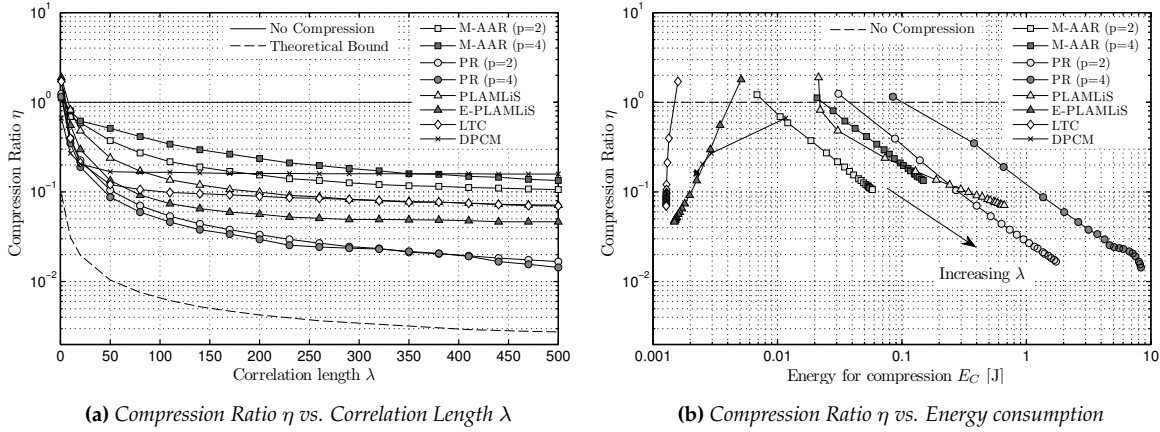 No Compression
Theoretical Bound
M-AAR (p=2)
M-AAR (p=4)
PR (p=2)
PR (p=4)
PLAMLiS
E-PLAMLiS
LTC
DPCM
10^1
10^0
10^−1
10^−2
Compression Ratio η
0 50 100 150 200 250 300 350 400 450 500
Correlation length λ
(a) Compression Ratio η vs. Correlation Length λ
No Compression
M-AAR (p=2)
M-AAR (p=4)
PR (p=2)
PR (p=4)
PLAMLiS
E-PLAMLiS
LTC
DPCM
10^1
10^0
10^−1
10^−2
Compression Ratio η
Increasing λ
0.001 0.01 0.1 1 10
Energy for compression E_C [J]
(b) Compression Ratio η vs. Energy consumption